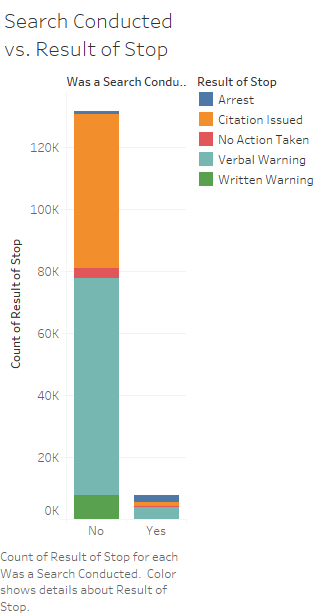 Search Conducted
vs. Result of Stop
Was a Search Condu..
Result of Stop
Arrest
Citation Issued
No Action Taken
Verbal Warning
Written Warning
Count of Result of Stop
120K
100K
80K
60K
40K
20K
0K
No
Yes
Count of Result of Stop for each
Was a Search Conducted.  Color
shows details about Result of
Stop.